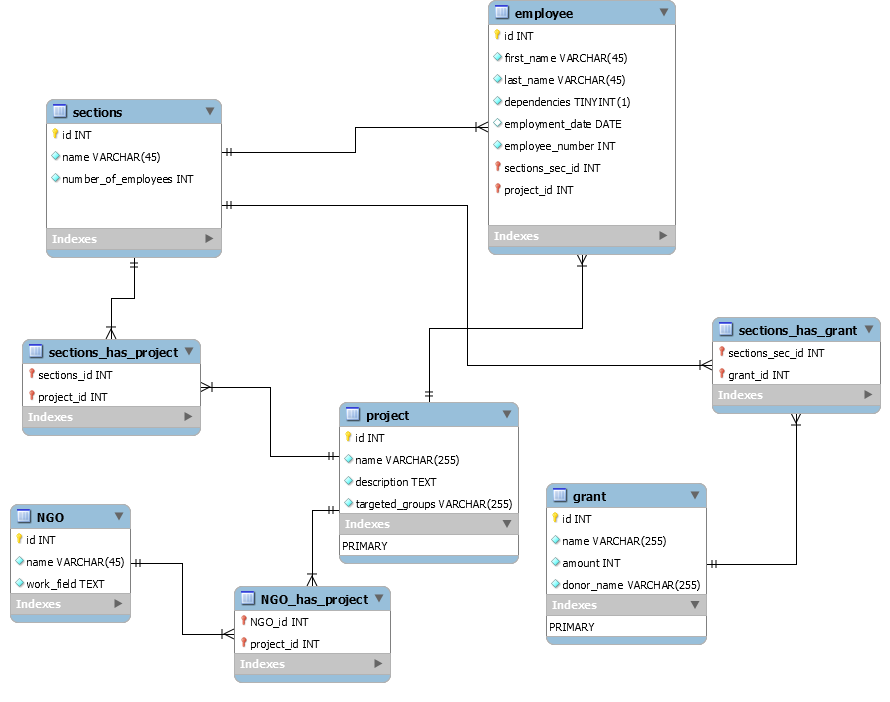 employee
id INT
first_name VARCHAR(45)
last_name VARCHAR(45)
dependencies TINYINT(1)
employment_date DATE
employee_number INT
sections_sec_id INT
project_id INT
Indexes
sections
id INT
name VARCHAR(45)
number_of_employees INT
Indexes
sections_has_grant
sections_sec_id INT
grant_id INT
Indexes
sections_has_project
sections_id INT
project_id INT
Indexes
project
id INT
name VARCHAR(255)
description TEXT
targeted_groups VARCHAR(255)
Indexes
PRIMARY
grant
id INT
name VARCHAR(255)
amount INT
donor_name VARCHAR(255)
Indexes
PRIMARY
NGO
id INT
name VARCHAR(45)
work_field TEXT
Indexes
NGO_has_project
NGO_id INT
project_id INT
Indexes